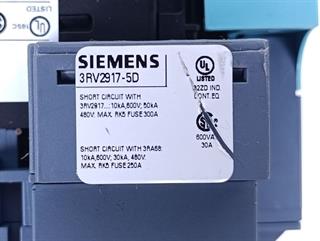 LISTED
SIEMENS
3RV2917-5D
SHORT CIRCUIT WITH
3RV2917...:10kA,600V; 50kA
480V; MAX. RK5 FUSE 300A
SHORT CIRCUIT WITH 3RA68:
10kA,600V; 30kA, 480V;
MAX. RK5 FUSE 250A
UL
LISTED
IND.
CONT.EQ.
600VA
30A